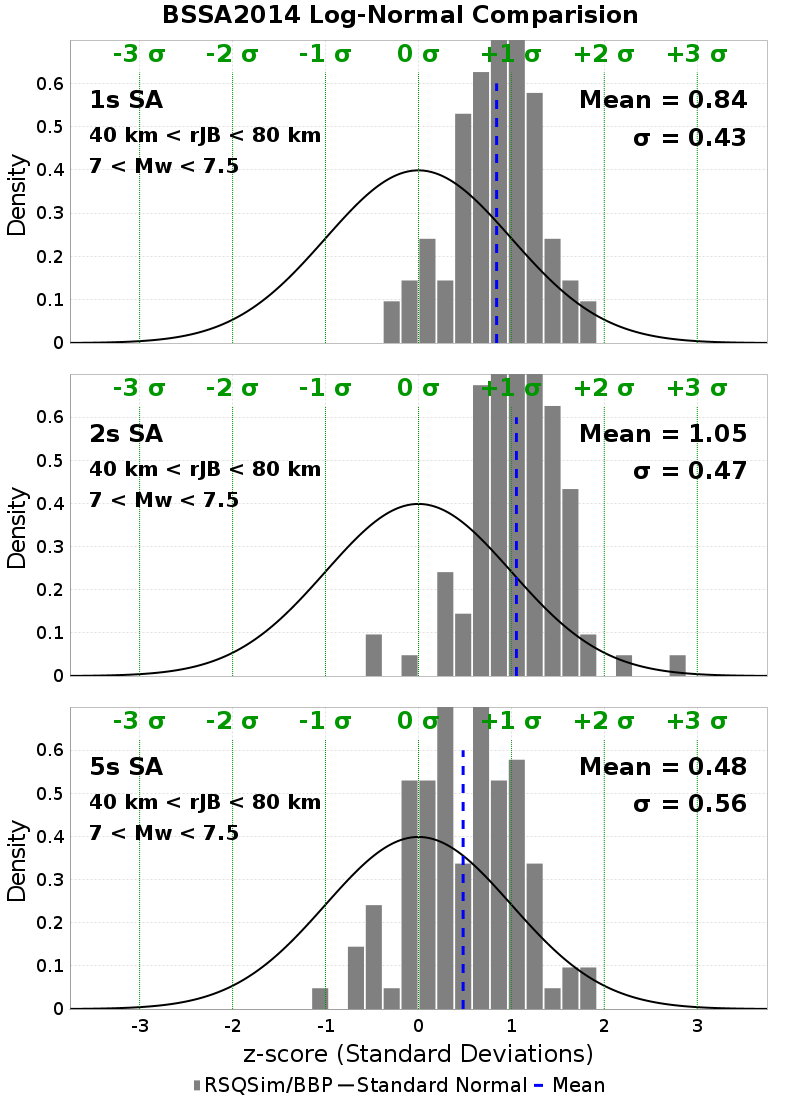 BSSA2014 Log-Normal Comparision
-3 σ -2 σ -1 σ 0 σ +1 σ +2 σ +3 σ
1s SA
Mean = 0.84
40 km < rJB < 80 km
σ = 0.43
7 < Mw < 7.5
Density
0.6
0.5
0.4
0.3
0.2
0.1
0
-3 σ -2 σ -1 σ 0 σ +1 σ +2 σ +3 σ
2s SA
Mean = 1.05
40 km < rJB < 80 km
σ = 0.47
7 < Mw < 7.5
Density
0.6
0.5
0.4
0.3
0.2
0.1
0
-3 σ -2 σ -1 σ 0 σ +1 σ +2 σ +3 σ
5s SA
Mean = 0.48
40 km < rJB < 80 km
σ = 0.56
7 < Mw < 7.5
Density
0.6
0.5
0.4
0.3
0.2
0.1
0
-3 -2 -1 0 1 2 3
z-score (Standard Deviations)
RSQSim/BBP Standard Normal Mean